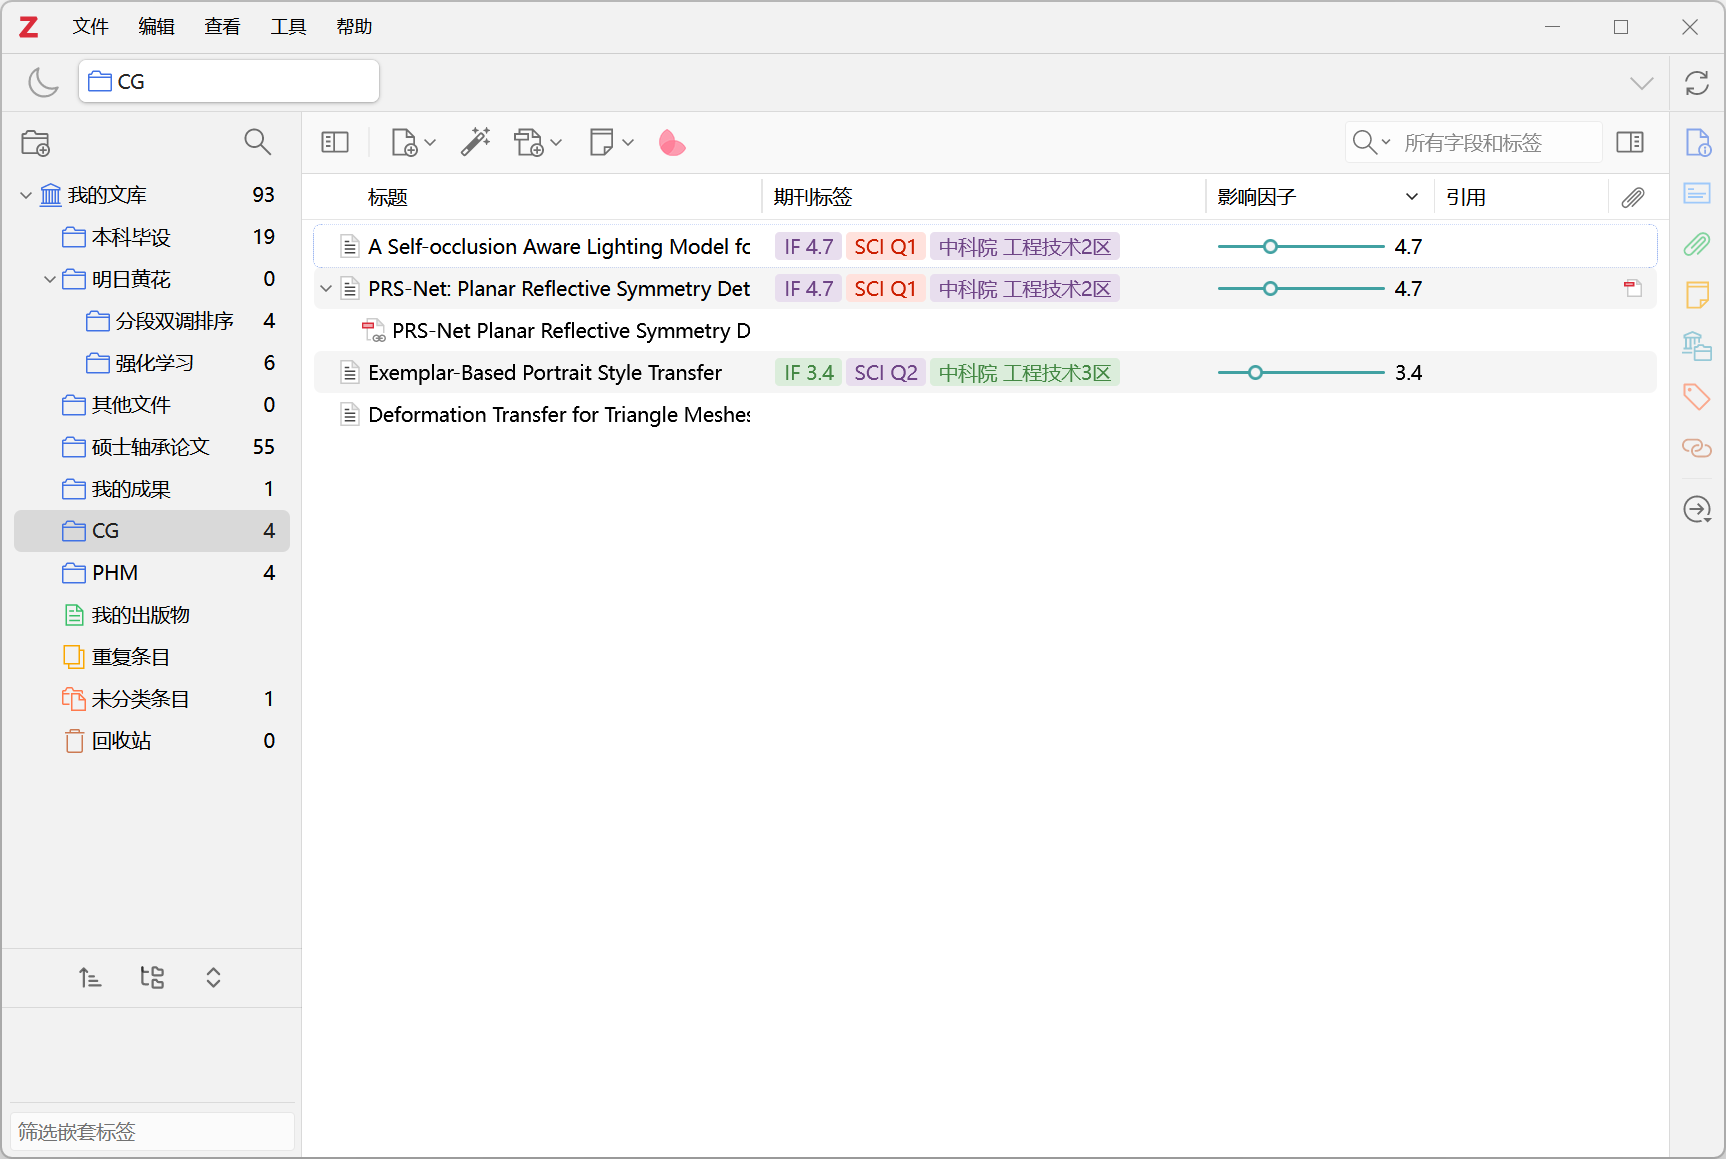 Z 文件 编辑 查看 工具 帮助
CG
所有字段和标签
我的文库 93
本科毕设 19
明日黄花 0
分段双调排序 4
强化学习 6
其他文件 0
硕士轴承论文 55
我的成果 1
CG 4
PHM 4
我的出版物
重复条目
未分类条目 1
回收站 0
筛选嵌套标签
标题 期刊标签 影响因子 引用
A Self-occlusion Aware Lighting Model fo IF 4.7 SCI Q1 中科院 工程技术2区 4.7
PRS-Net: Planar Reflective Symmetry Det IF 4.7 SCI Q1 中科院 工程技术2区 4.7
PRS-Net Planar Reflective Symmetry D
Exemplar-Based Portrait Style Transfer IF 3.4 SCI Q2 中科院 工程技术3区 3.4
Deformation Transfer for Triangle Meshes